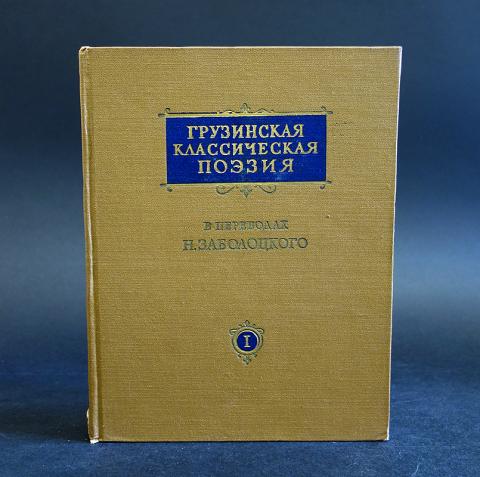 ГРУЗИНСКАЯ
КЛАССИЧЕСКАЯ
ПОЭЗИЯ
В ПЕРЕВОДАХ
Н. ЗАБОЛОЦКОГО
I